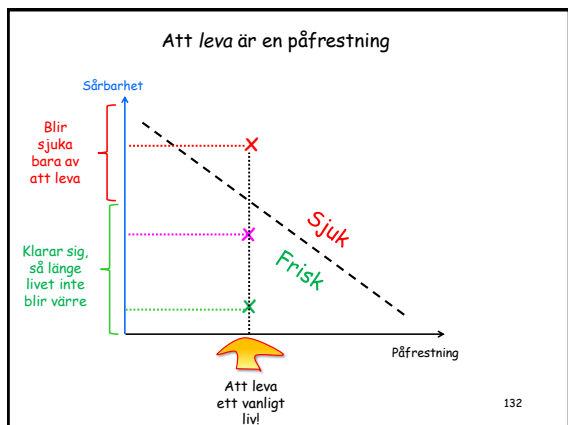 Att leva är en påfrestning
Sårbarhet
Blir
sjuka
bara av
att leva
Klarar sig,
så länge
livet inte
blir värre
Sjuk
Frisk
Påfrestning
Att leva
ett vanligt
liv!
132